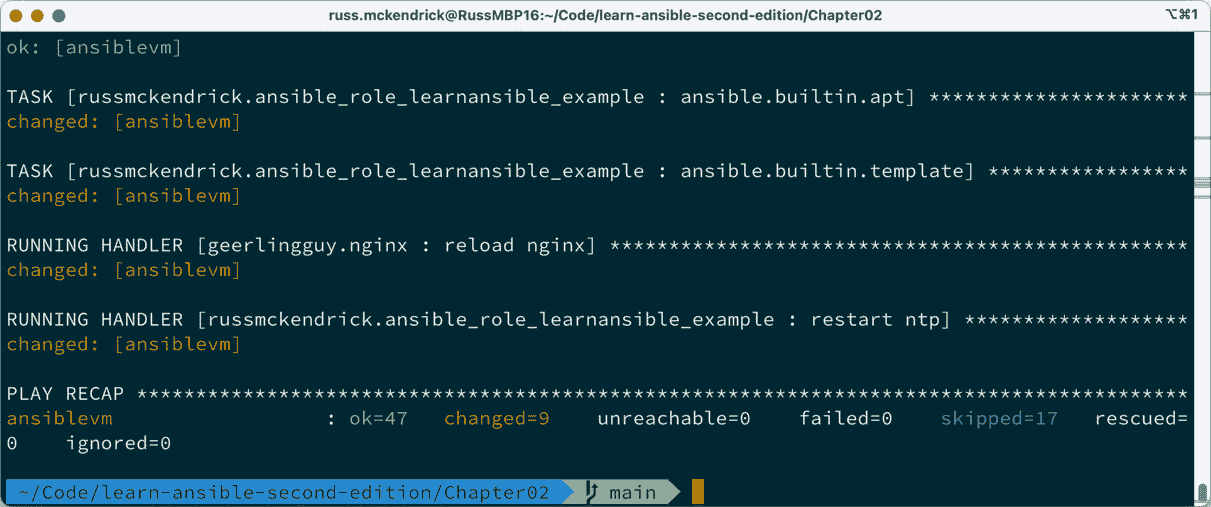 russ.mckendrick@RussMBP16:~/Code/learn-ansible-second-edition/Chapter02 ⌥⌘1
ok: [ansiblevm]
TASK [russmckendrick.ansible_role_learnansible_example : ansible.builtin.apt] **********************
changed: [ansiblevm]
TASK [russmckendrick.ansible_role_learnansible_example : ansible.builtin.template] *****************
changed: [ansiblevm]
RUNNING HANDLER [geerlingguy.nginx : reload nginx] *************************************************
changed: [ansiblevm]
RUNNING HANDLER [russmckendrick.ansible_role_learnansible_example : restart ntp] *******************
changed: [ansiblevm]
PLAY RECAP *****************************************************************************************
ansiblevm                  : ok=47   changed=9    unreachable=0    failed=0    skipped=17   rescued=
0    ignored=0
~/Code/learn-ansible-second-edition/Chapter02 main